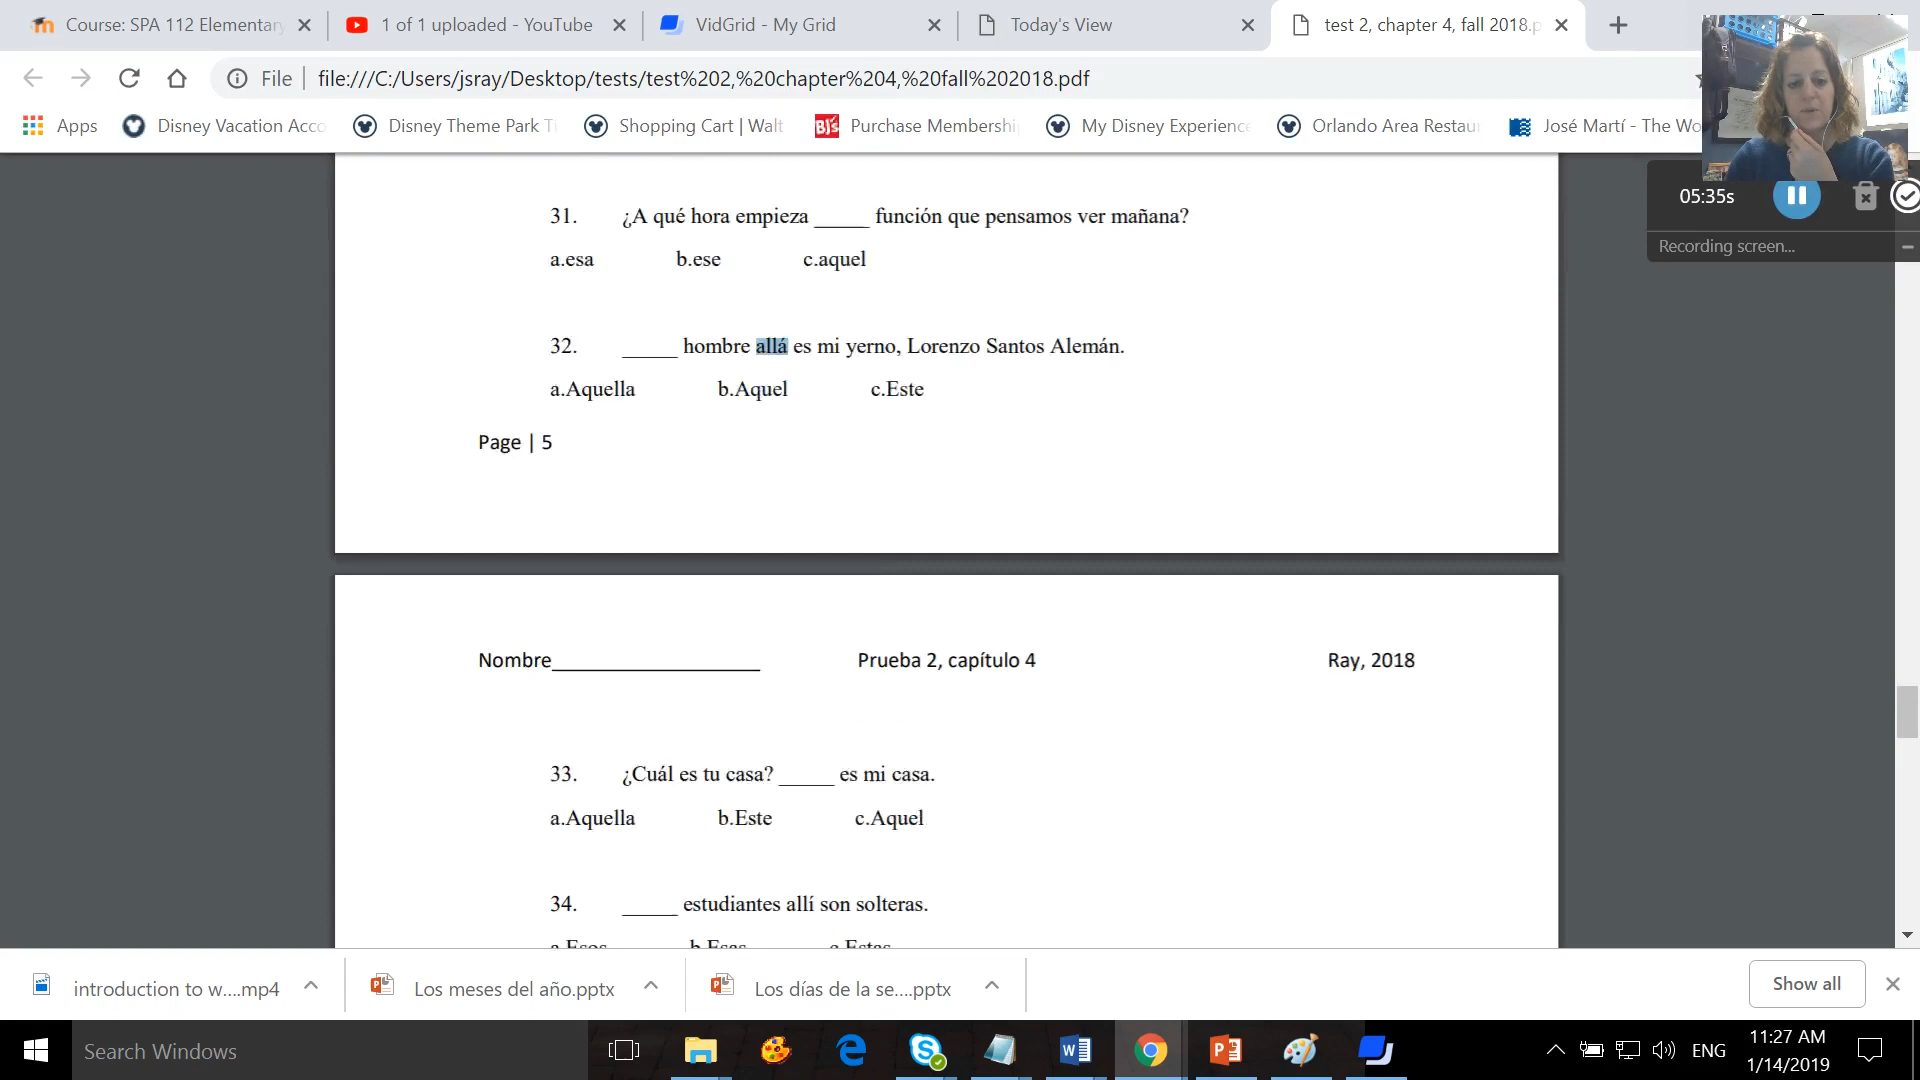 Course: SPA 112 Elementary
1 of 1 uploaded - YouTube
VidGrid - My Grid
Today's View
test 2, chapter 4, fall 2018.p
File
file:///C:/Users/jsray/Desktop/tests/test%202,%20chapter%204,%20fall%202018.pdf
Apps
Disney Vacation Acco
Disney Theme Park Ti
Shopping Cart | Walt
BJs Purchase Membershi
My Disney Experience
Orlando Area Restau
José Martí - The Wo
05:35s
Recording screen...
31. ¿A qué hora empieza _____ función que pensamos ver mañana?
a.esa b.ese c.aquel
32. _____ hombre allá es mi yerno, Lorenzo Santos Alemán.
a.Aquella b.Aquel c.Este
Page | 5
Nombre___________________ Prueba 2, capítulo 4 Ray, 2018
33. ¿Cuál es tu casa? _____ es mi casa.
a.Aquella b.Este c.Aquel
34. _____ estudiantes allí son solteras.
a.Esos b.Esas c.Estas
introduction to w....mp4
Los meses del año.pptx
Los días de la se....pptx
Show all
Search Windows
ENG
11:27 AM
1/14/2019